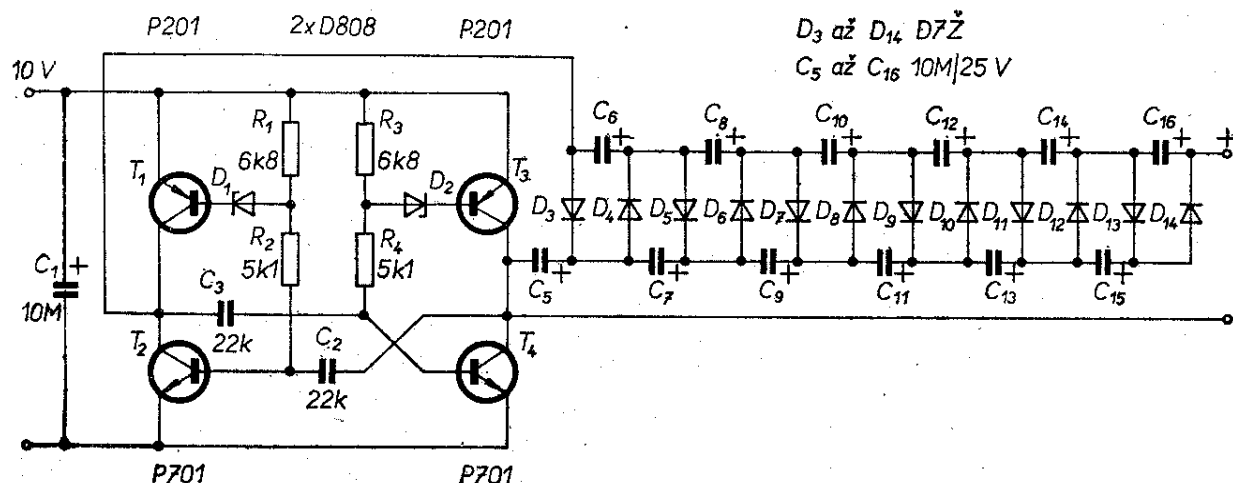 P201 2xD808 P201
D3 až D14 D7Ž
C5 až C16 10M/25 V
10 V
R1 R3
6k8 6k8
C6 C8 C10 C12 C14 C16
+ + + + + + +
T1 D1 D2 T3
D3 D4 D5 D6 D7 D8 D9 D10 D11 D12 D13 D14
R2 R4
5k1 5k1
C1 +
10M
C3
22k
+ + + + + +
C5 C7 C9 C11 C13 C15
T2 C2 T4
22k
P701 P701